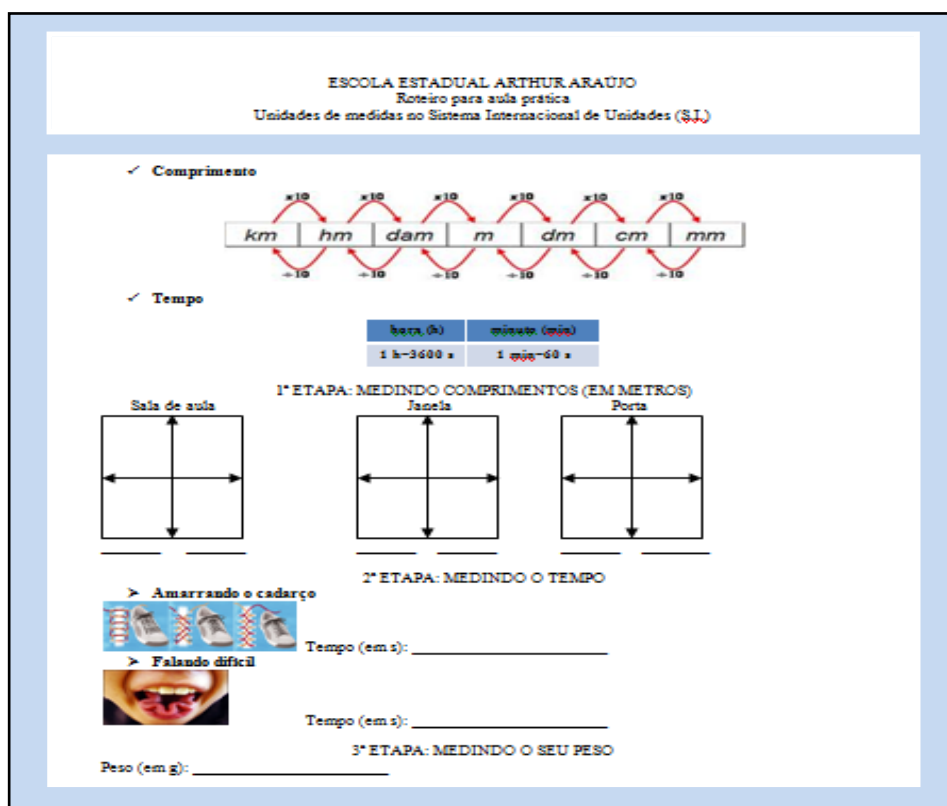 ESCOLA ESTADUAL ARTHUR ARAÚJO
Roteiro para aula prática
Unidades de medidas no Sistema Internacional de Unidades (S.I.)
✓ Comprimento
x10 x10 x10 x10 x10 x10
km hm dam m dm cm mm
÷10 ÷10 ÷10 ÷10 ÷10 ÷10
✓ Tempo
hora (h) minuto (min)
1 h=3600 s 1 min=60 s
1ª ETAPA: MEDINDO COMPRIMENTOS (EM METROS)
Sala de aula Janela Porta
2ª ETAPA: MEDINDO O TEMPO
➢ Amarrando o cadarço
Tempo (em s):
➢ Falando difícil
Tempo (em s):
3ª ETAPA: MEDINDO O SEU PESO
Peso (em g):